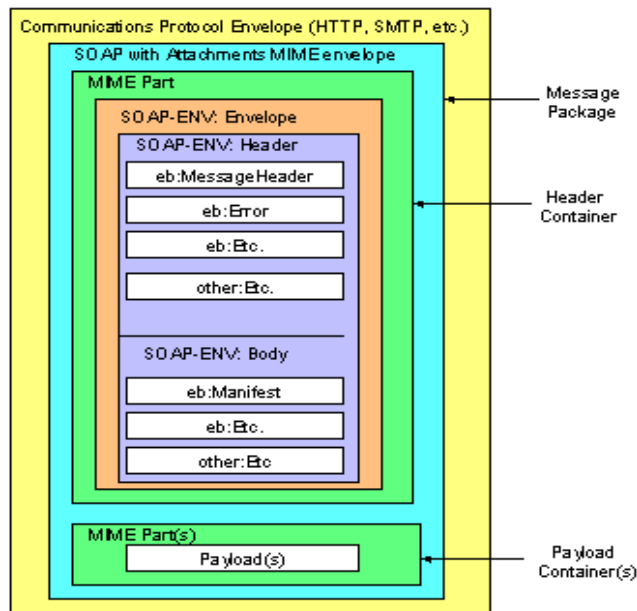 Communications Protocol Envelope (HTTP, SMTP, etc.)
SOAP with Attachments MIME envelope
MIME Part
SOAP-ENV: Envelope
SOAP-ENV: Header
eb:MessageHeader
eb:Error
eb:Etc.
other:Etc.
SOAP-ENV: Body
eb:Manifest
eb:Etc.
other:Etc
MIME Part(s)
Payload(s)
Message
Package
Header
Container
Payload
Container(s)